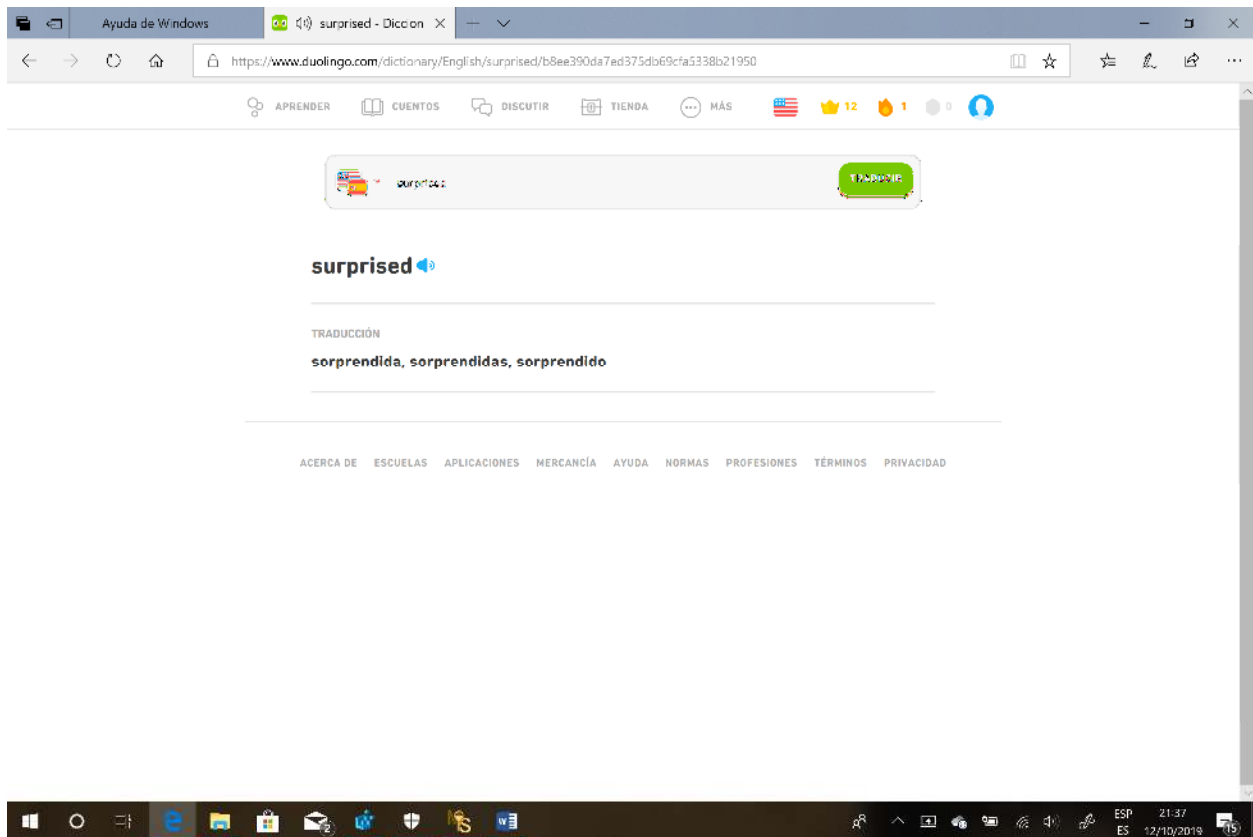 Ayuda de Windows
surprised - Diccion
https://www.duolingo.com/dictionary/English/surprised/b8ee390da7ed375db69cfa5338b21950
APRENDER CUENTOS DISCUTIR TIENDA MÁS 12 1 0
TRADUCIR
surprised
TRADUCCIÓN
sorprendida, sorprendidas, sorprendido
ACERCA DE ESCUELAS APLICACIONES MERCANCÍA AYUDA NORMAS PROFESIONES TÉRMINOS PRIVACIDAD
ESP 21:37
ES 12/10/2019